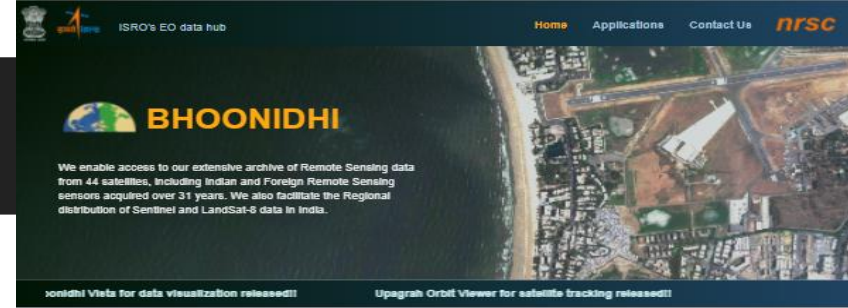 ISRO's EO data hub
Home Applications Contact Us nrsc
BHOONIDHI
We enable access to our extensive archive of Remote Sensing data
from 44 satellites, including Indian and Foreign Remote Sensing
sensors acquired over 31 years. We also facilitate the Regional
distribution of Sentinel and LandSat-8 data in India.
oonidhi Vista for data visualization released!! Upagrah Orbit Viewer for satellite tracking released!!